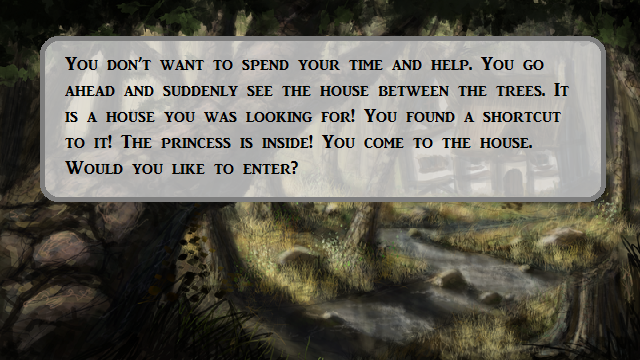 You don't want to spend your time and help. You go
ahead and suddenly see the house between the trees. It
is a house you was looking for! You found a shortcut
to it! The princess is inside! You come to the house.
Would you like to enter?